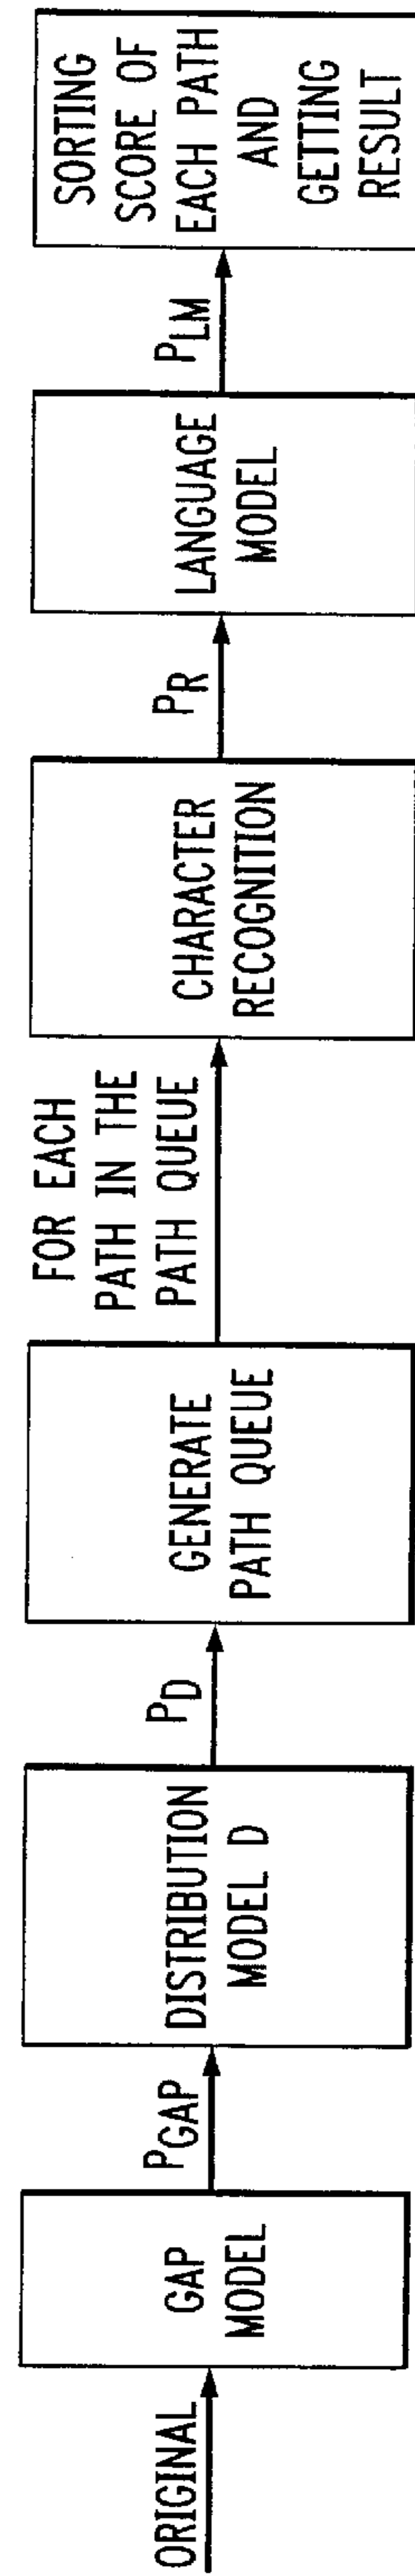 ORIGINAL
GAP
MODEL
P_GAP
DISTRIBUTION
MODEL D
P_D
GENERATE
PATH QUEUE
FOR EACH
PATH IN THE
PATH QUEUE
CHARACTER
RECOGNITION
P_R
LANGUAGE
MODEL
P_LM
SORTING
SCORE OF
EACH PATH
AND
GETTING
RESULT